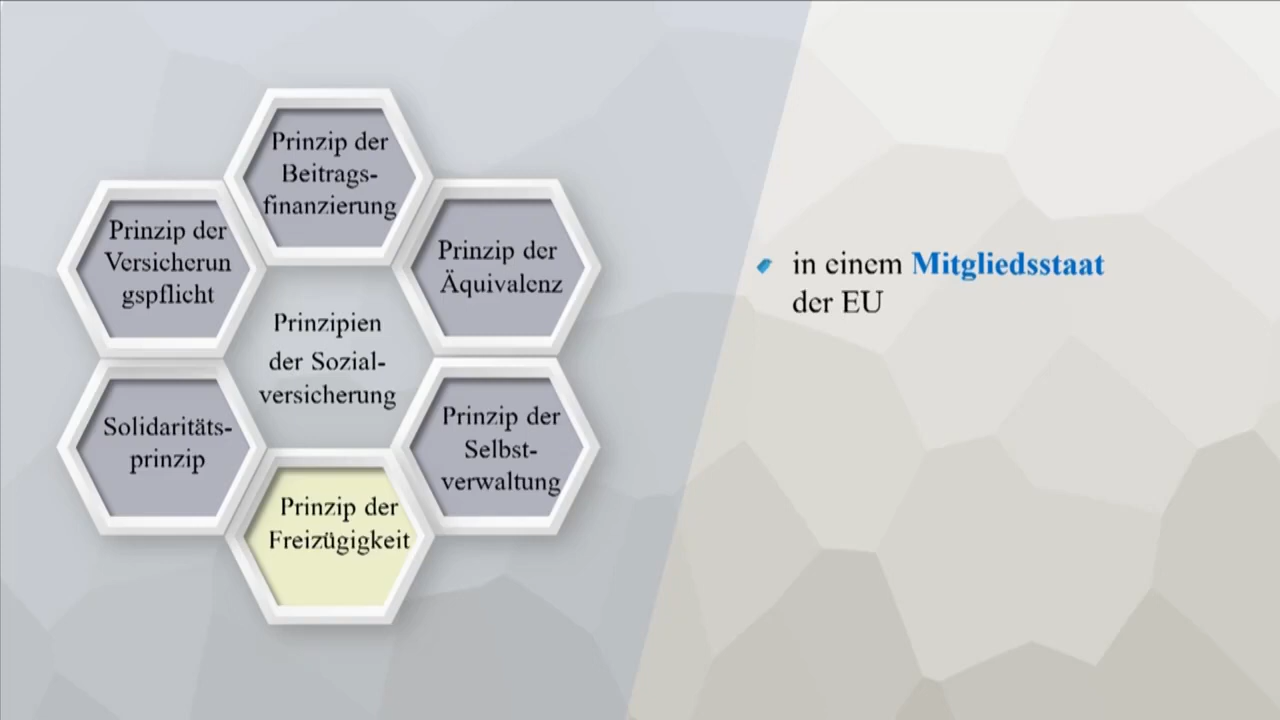 Prinzip der
Beitrags-
finanzierung
Prinzip der
Versicherun
gspflicht
Prinzip der
Äquivalenz
Prinzipien
der Sozial-
versicherung
Solidaritäts-
prinzip
Prinzip der
Selbst-
verwaltung
Prinzip der
Freizügigkeit
in einem Mitgliedsstaat
der EU